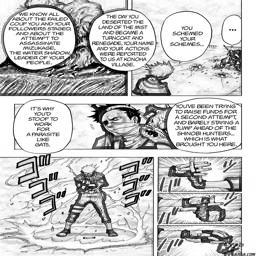 WE KNOW ALL
ABOUT THE FAILED
COUP YOU AND YOUR
FOLLOWERS STAGED
AND ABOUT THE
ATTEMPT TO
ASSASSINATE
MIZUKAGE,
THE WATER SHADOW
LEADER OF YOUR
PEOPLE.
THE DAY YOU
DESERTED THE
LAND OF THE MIST
AND BECAME A
TURNCOAT AND
RENEGADE, YOUR NAME
AND YOUR ACTIONS
WERE REPORTED
TO US AT KONOHA
VILLAGE.
YOU
SCHEMED
YOUR
SCHEMES...
...
IT'S WHY
YOU'D
STOOP TO
WORK
FOR
A PARASITE
LIKE
GATS.
YOU'VE BEEN TRYING
TO RAISE FUNDS FOR
A SECOND ATTEMPT,
AND BARELY STAYING A
JUMP AHEAD OF THE
SHINOBI HUNTERS...
WHICH IS WHAT
BROUGHT YOU HERE.